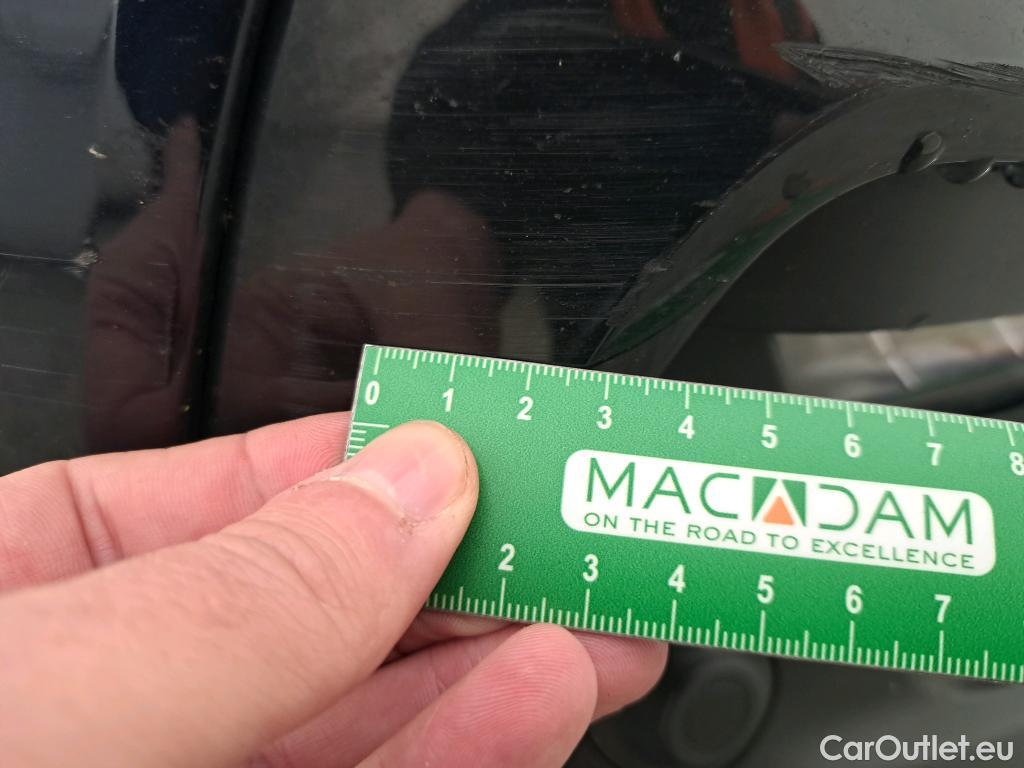 0 1 2 3 4 5 6 7 8
MACADAM
ON THE ROAD TO EXCELLENCE
2 3 4 5 6 7
CarOutlet.eu